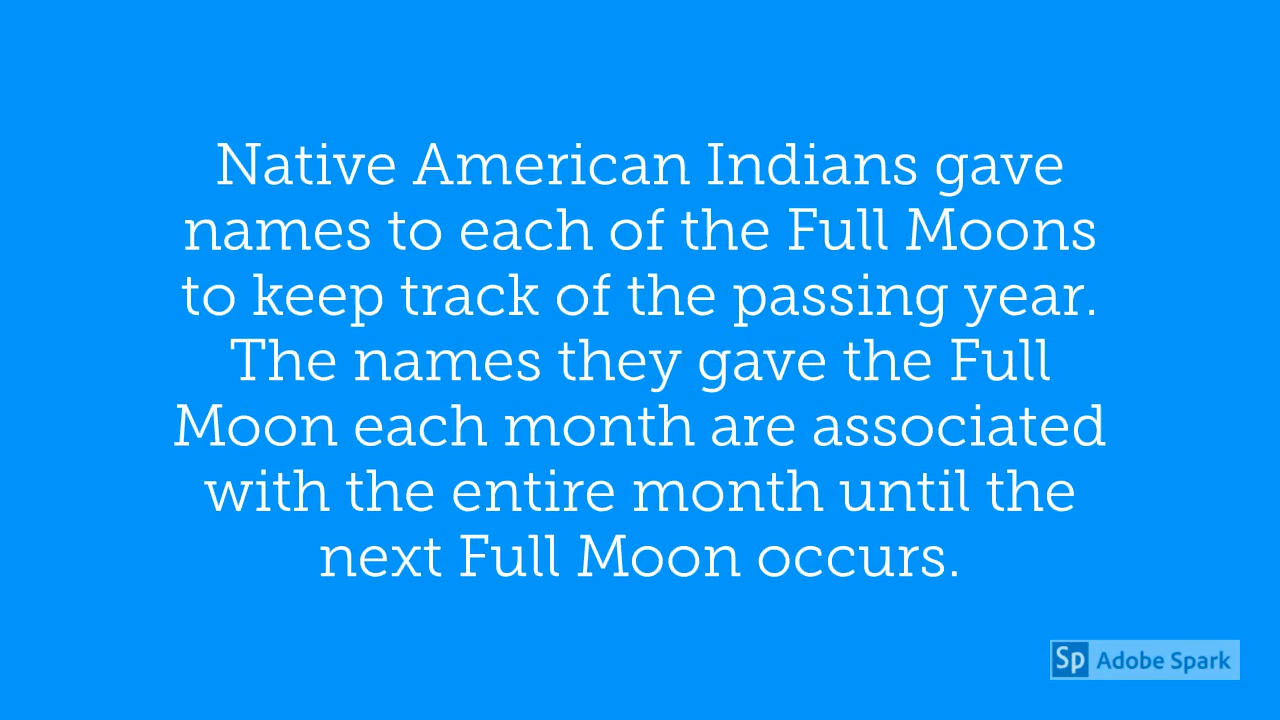 Native American Indians gave
names to each of the Full Moons
to keep track of the passing year.
The names they gave the Full
Moon each month are associated
with the entire month until the
next Full Moon occurs.
Sp Adobe Spark